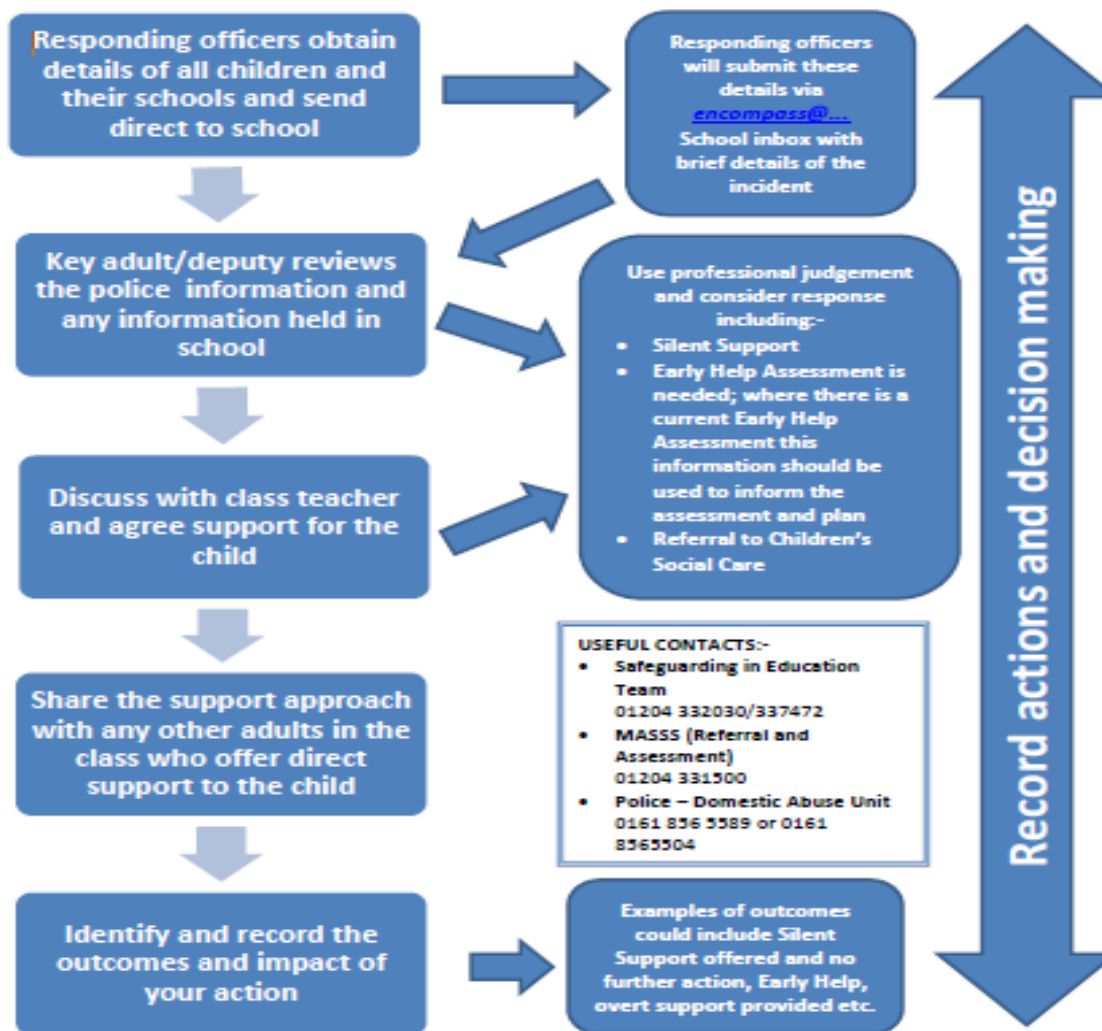 Responding officers obtain
details of all children and
their schools and send
direct to school
Responding officers
will submit these
details via
encompass@...
School inbox with
brief details of the
incident
Key adult/deputy reviews
the police information and
any information held in
school
Use professional judgement
and consider response
including:-
• Silent Support
• Early Help Assessment is
needed; where there is a
current Early Help
Assessment this
information should be
used to inform the
assessment and plan
• Referral to Children's
Social Care
Discuss with class teacher
and agree support for the
child
USEFUL CONTACTS:-
• Safeguarding in Education
Team
01204 332030/337472
• MASSS (Referral and
Assessment)
01204 331500
• Police – Domestic Abuse Unit
0161 856 5589 or 0161
8565504
Share the support approach
with any other adults in the
class who offer direct
support to the child
Identify and record the
outcomes and impact of
your action
Examples of outcomes
could include Silent
Support offered and no
further action, Early Help,
overt support provided etc.
Record actions and decision making